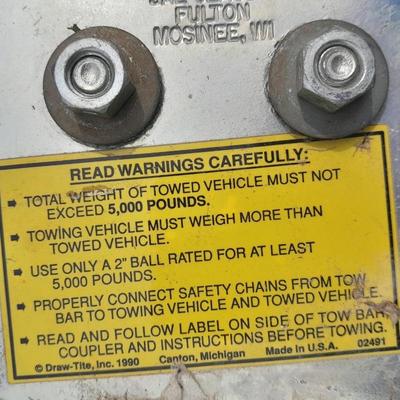 FULTON
MOSINEE, WI
READ WARNINGS CAREFULLY:
TOTAL WEIGHT OF TOWED VEHICLE MUST NOT
EXCEED 5,000 POUNDS.
TOWING VEHICLE MUST WEIGH MORE THAN
TOWED VEHICLE.
USE ONLY A 2" BALL RATED FOR AT LEAST
5,000 POUNDS.
PROPERLY CONNECT SAFETY CHAINS FROM TOW
BAR TO TOWING VEHICLE AND TOWED VEHICLE.
READ AND FOLLOW LABEL ON SIDE OF TOW BAR,
COUPLER AND INSTRUCTIONS BEFORE TOWING.
© Draw-Tite, Inc. 1990 Canton, Michigan Made in U.S.A. 02491